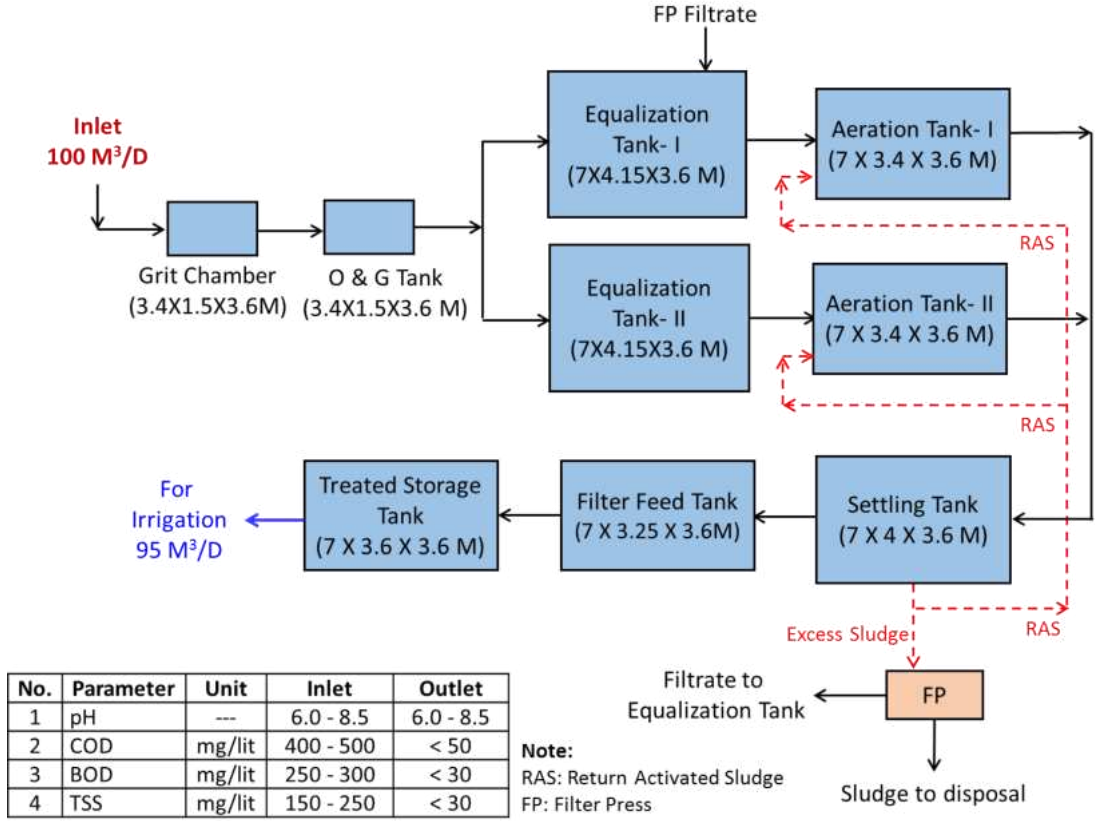 FP Filtrate
Inlet
100 M³/D
Grit Chamber
(3.4X1.5X3.6M)
O & G Tank
(3.4X1.5X3.6 M)
Equalization
Tank- I
(7X4.15X3.6 M)
Aeration Tank- I
(7 X 3.4 X 3.6 M)
RAS
Equalization
Tank- II
(7X4.15X3.6 M)
Aeration Tank- II
(7 X 3.4 X 3.6 M)
RAS
For
Irrigation
95 M³/D
Treated Storage
Tank
(7 X 3.6 X 3.6 M)
Filter Feed Tank
(7 X 3.25 X 3.6M)
Settling Tank
(7 X 4 X 3.6 M)
Excess Sludge
RAS
Filtrate to
Equalization Tank
FP
Sludge to disposal
No. Parameter Unit Inlet Outlet
1 pH --- 6.0 - 8.5 6.0 - 8.5
2 COD mg/lit 400 - 500 < 50
3 BOD mg/lit 250 - 300 < 30
4 TSS mg/lit 150 - 250 < 30
Note:
RAS: Return Activated Sludge
FP: Filter Press